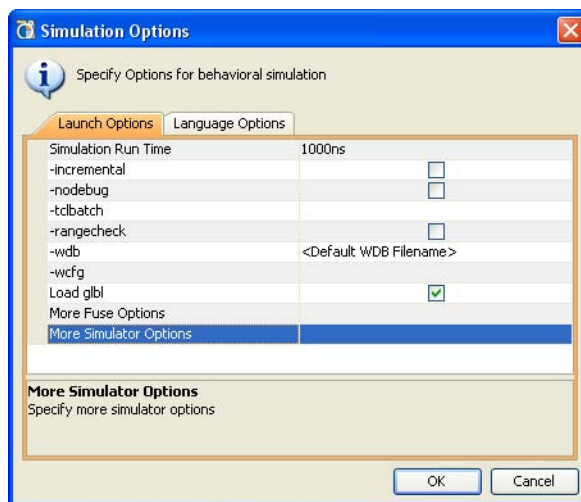 Simulation Options
Specify Options for behavioral simulation
Launch Options Language Options
Simulation Run Time 1000ns
-incremental
-nodebug
-tclbatch
-rangecheck
-wdb <Default WDB Filename>
-wcfg
Load glbl
More Fuse Options
More Simulator Options
More Simulator Options
Specify more simulator options
OK Cancel